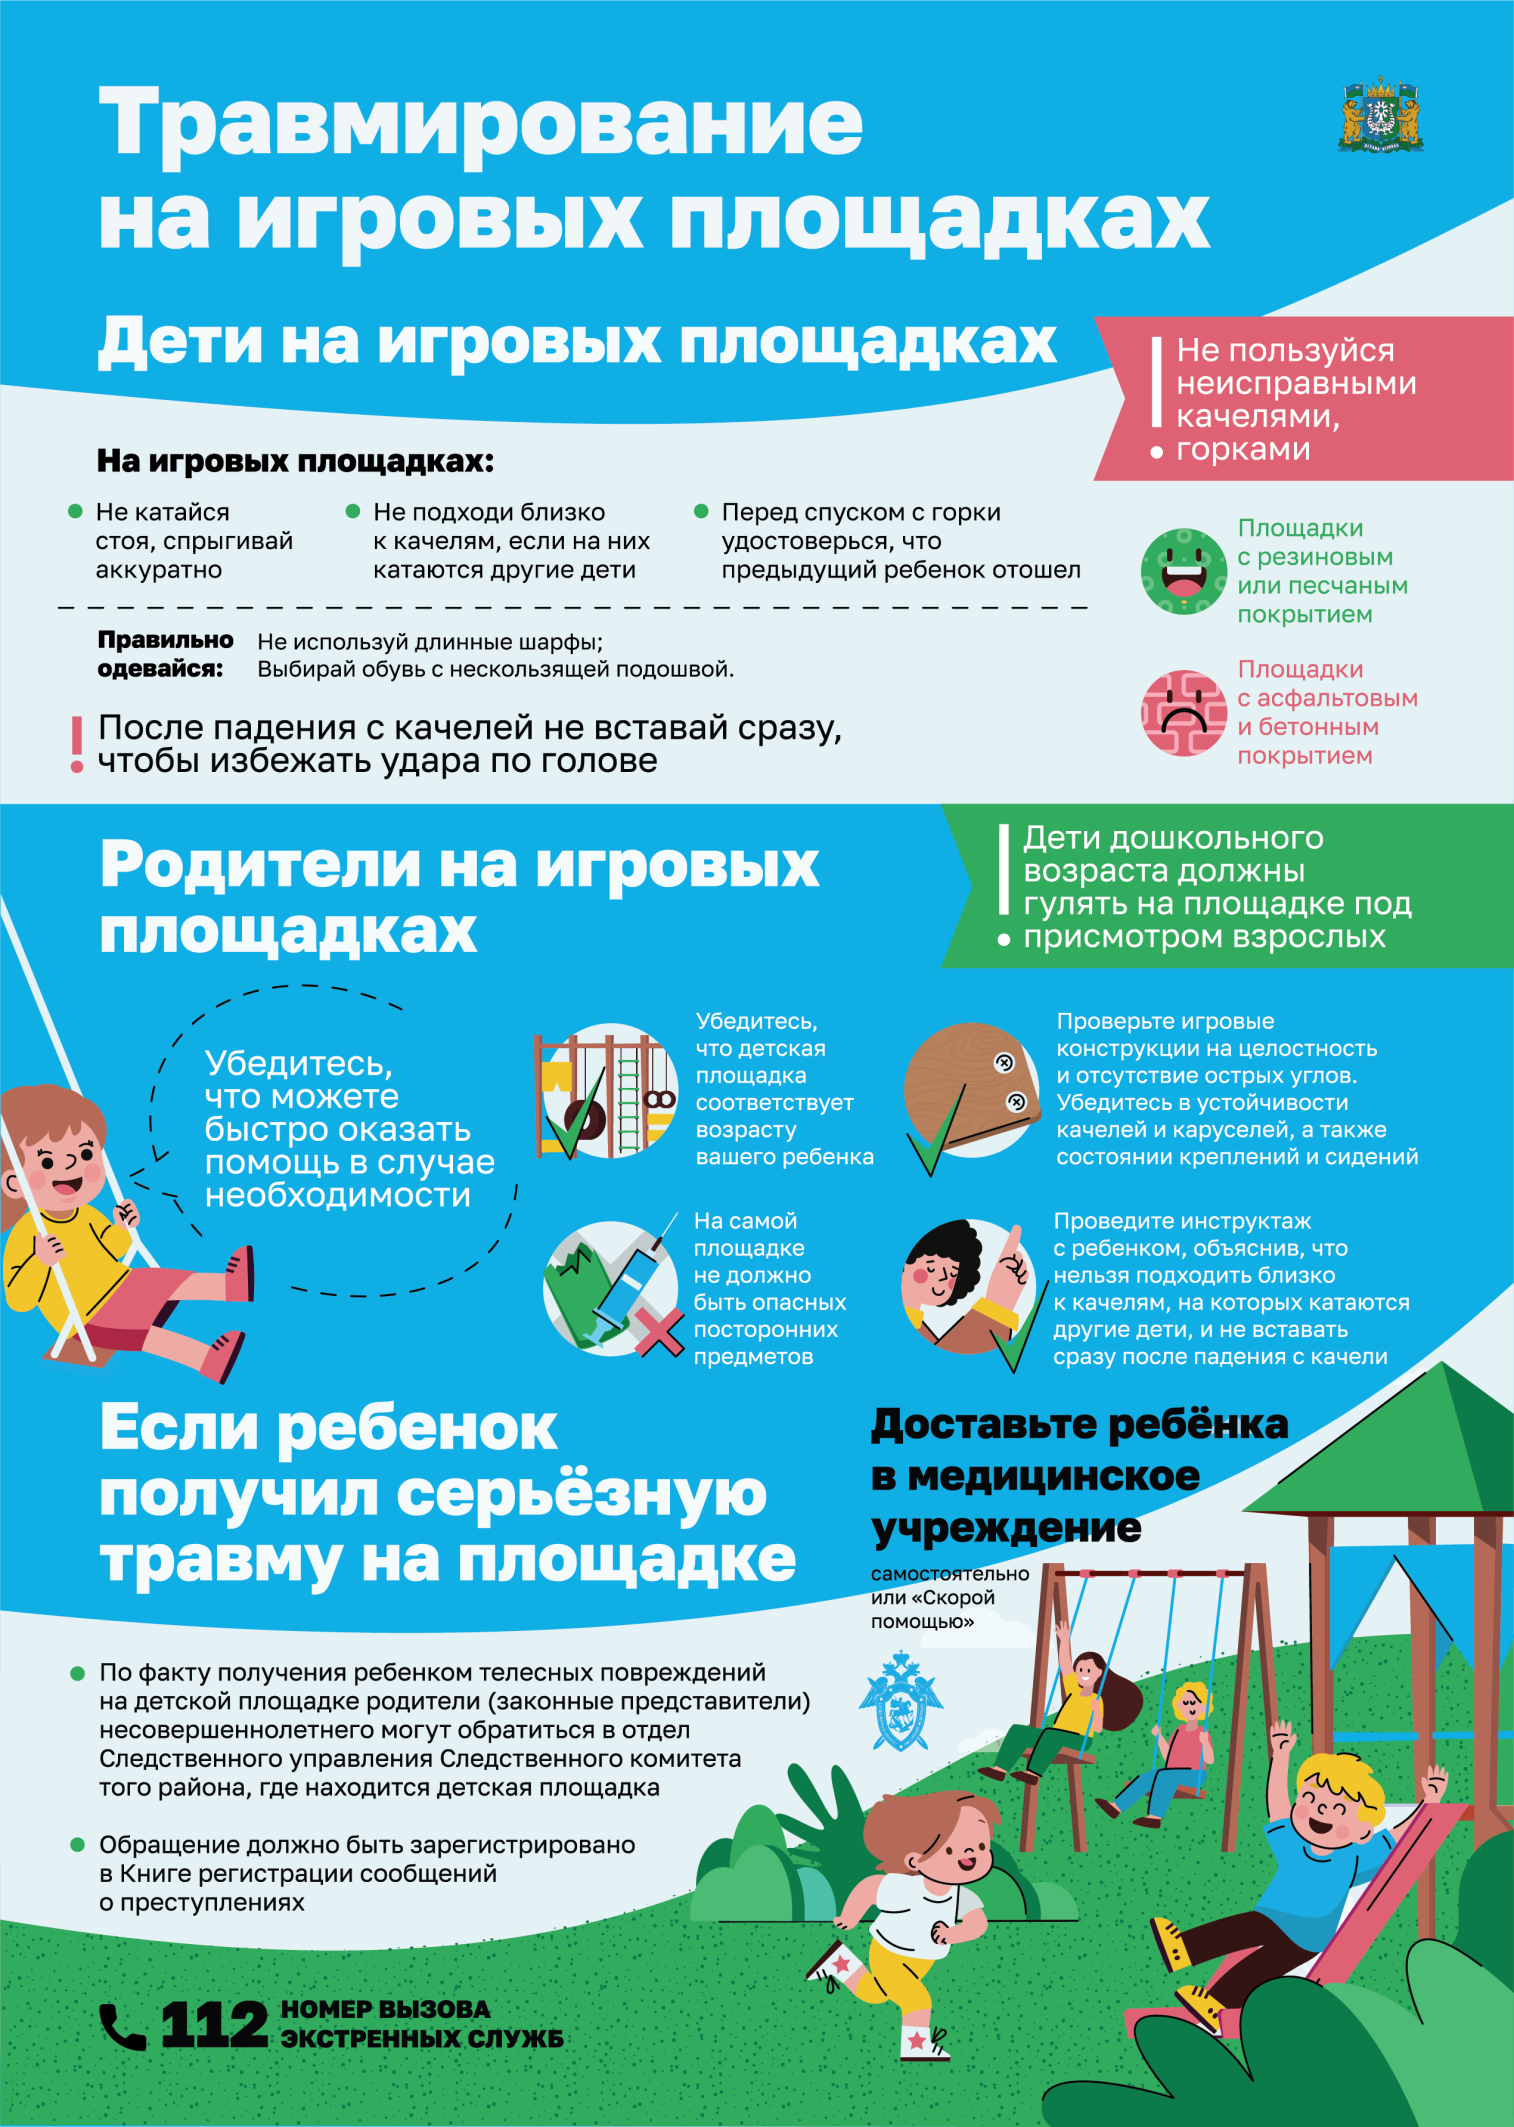 Травмирование
на игровых площадках
Дети на игровых площадках
Не пользуйся
неисправными
качелями,
горками
На игровых площадках:
Не катайся
стоя, спрыгивай
аккуратно
Не подходи близко
к качелям, если на них
катаются другие дети
Перед спуском с горки
удостоверься, что
предыдущий ребенок отошел
Площадки
с резиновым
или песчаным
покрытием
Правильно
одевайся:
Не используй длинные шарфы;
Выбирай обувь с нескользящей подошвой.
Площадки
с асфальтовым
и бетонным
покрытием
! После падения с качелей не вставай сразу,
чтобы избежать удара по голове
Родители на игровых
площадках
Дети дошкольного
возраста должны
гулять на площадке под
присмотром взрослых
Убедитесь,
что можете
быстро оказать
помощь в случае
необходимости
Убедитесь,
что детская
площадка
соответствует
возрасту
вашего ребенка
Проверьте игровые
конструкции на целостность
и отсутствие острых углов.
Убедитесь в устойчивости
качелей и каруселей, а также
состоянии креплений и сидений
На самой
площадке
не должно
быть опасных
посторонних
предметов
Проведите инструктаж
с ребенком, объяснив, что
нельзя подходить близко
к качелям, на которых катаются
другие дети, и не вставать
сразу после падения с качели
Если ребенок
получил серьёзную
травму на площадке
Доставьте ребёнка
в медицинское
учреждение
самостоятельно
или «Скорой
помощью»
По факту получения ребенком телесных повреждений
на детской площадке родители (законные представители)
несовершеннолетнего могут обратиться в отдел
Следственного управления Следственного комитета
того района, где находится детская площадка
Обращение должно быть зарегистрировано
в Книге регистрации сообщений
о преступлениях
112 НОМЕР ВЫЗОВА
ЭКСТРЕННЫХ СЛУЖБ